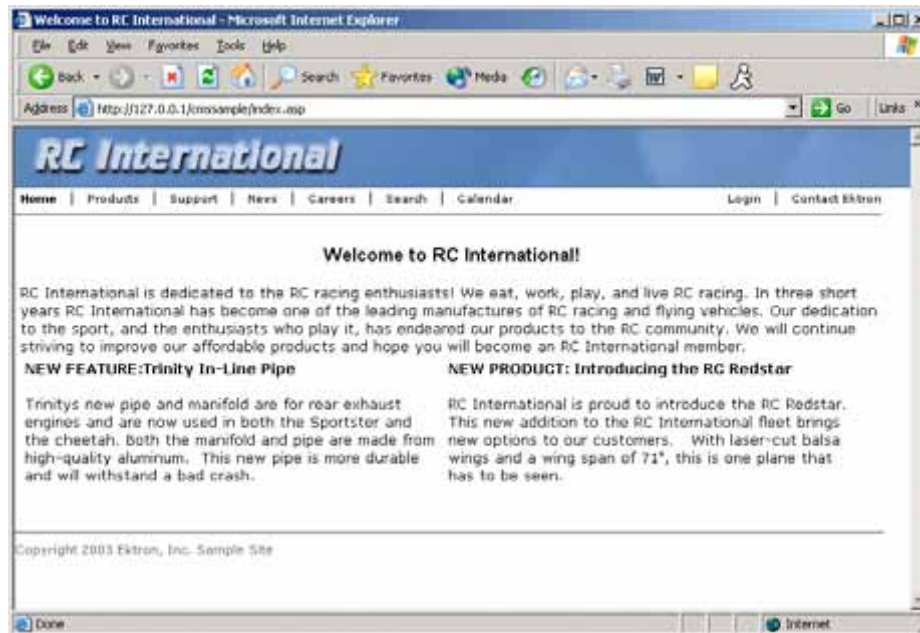 Welcome to RC International - Microsoft Internet Explorer
File Edit View Favorites Tools Help
Back Search Favorites Media
Address http://127.0.0.1/cmssample/index.asp Go Links
RC International
Home | Products | Support | News | Careers | Search | Calendar Login | Contact Ektron
Welcome to RC International!
RC International is dedicated to the RC racing enthusiasts! We eat, work, play, and live RC racing. In three short
years RC International has become one of the leading manufactures of RC racing and flying vehicles. Our dedication
to the sport, and the enthusiasts who play it, has endeared our products to the RC community. We will continue
striving to improve our affordable products and hope you will become an RC International member.
NEW FEATURE:Trinity In-Line Pipe
Trinitys new pipe and manifold are for rear exhaust
engines and are now used in both the Sportster and
the cheetah. Both the manifold and pipe are made from
high-quality aluminum. This new pipe is more durable
and will withstand a bad crash.
NEW PRODUCT: Introducing the RC Redstar
RC International is proud to introduce the RC Redstar.
This new addition to the RC International fleet brings
new options to our customers. With laser-cut balsa
wings and a wing span of 71", this is one plane that
has to be seen.
Copyright 2003 Ektron, Inc. Sample Site
Done Internet